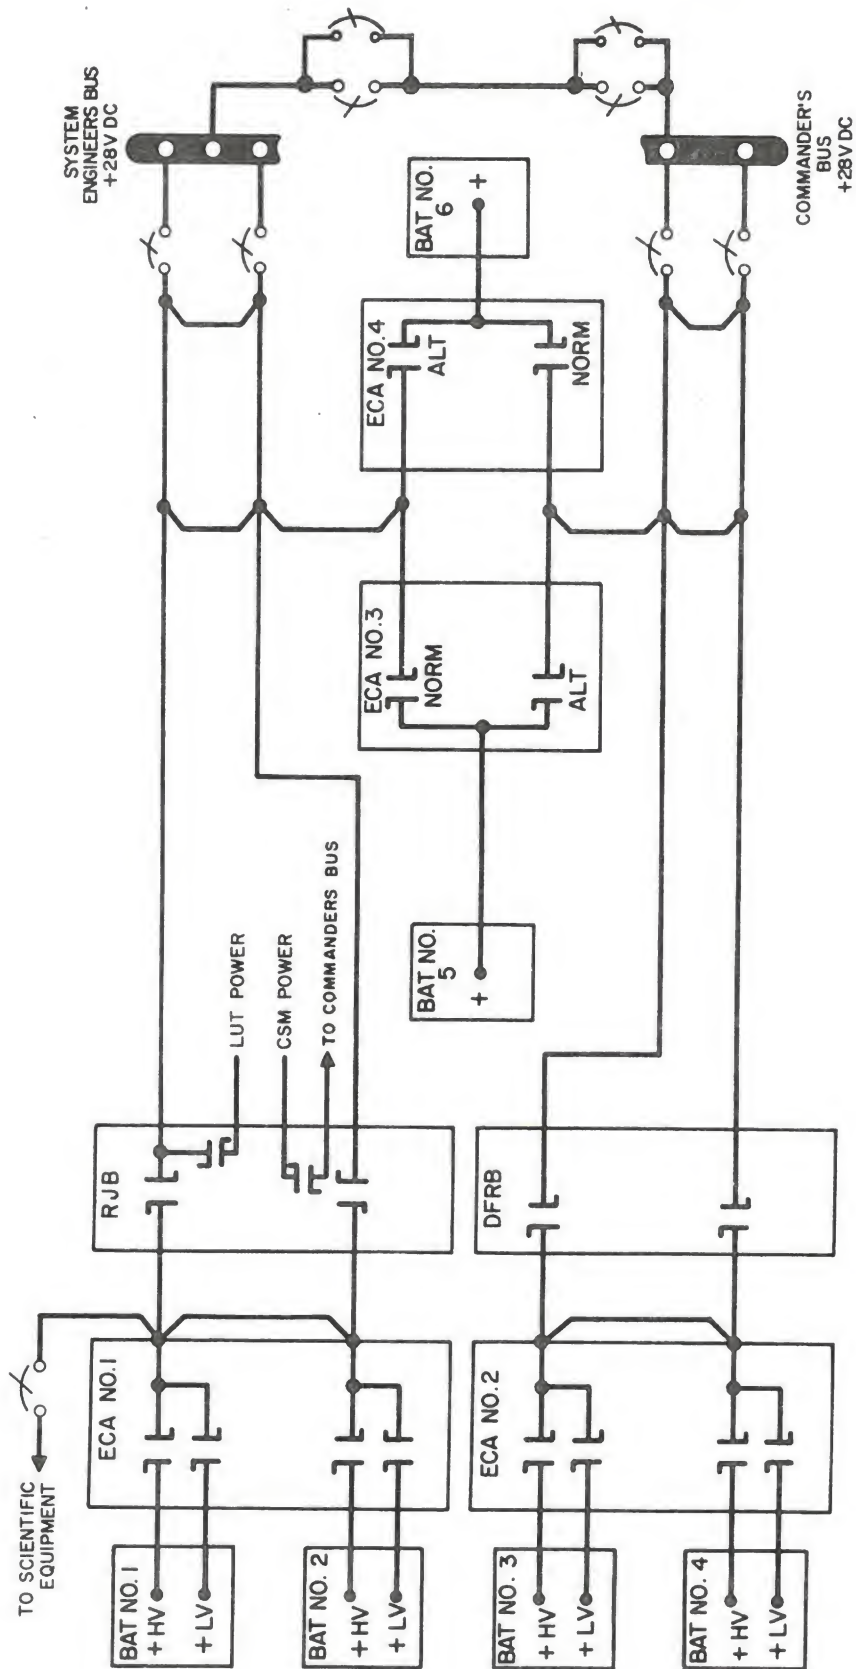 TO SCIENTIFIC
EQUIPMENT
BAT NO. 1
+ HV
+ LV
BAT NO. 2
+ HV
+ LV
BAT NO. 3
+ HV
+ LV
BAT NO. 4
+ HV
+ LV
ECA NO. 1
ECA NO. 2
RJB
DFRB
LUT POWER
CSM POWER
TO COMMANDERS BUS
BAT NO.
5
+
ECA NO. 3
NORM
ALT
ECA NO. 4
ALT
NORM
BAT NO.
6
+
SYSTEM
ENGINEERS BUS
+28V DC
COMMANDER'S
BUS
+28V DC